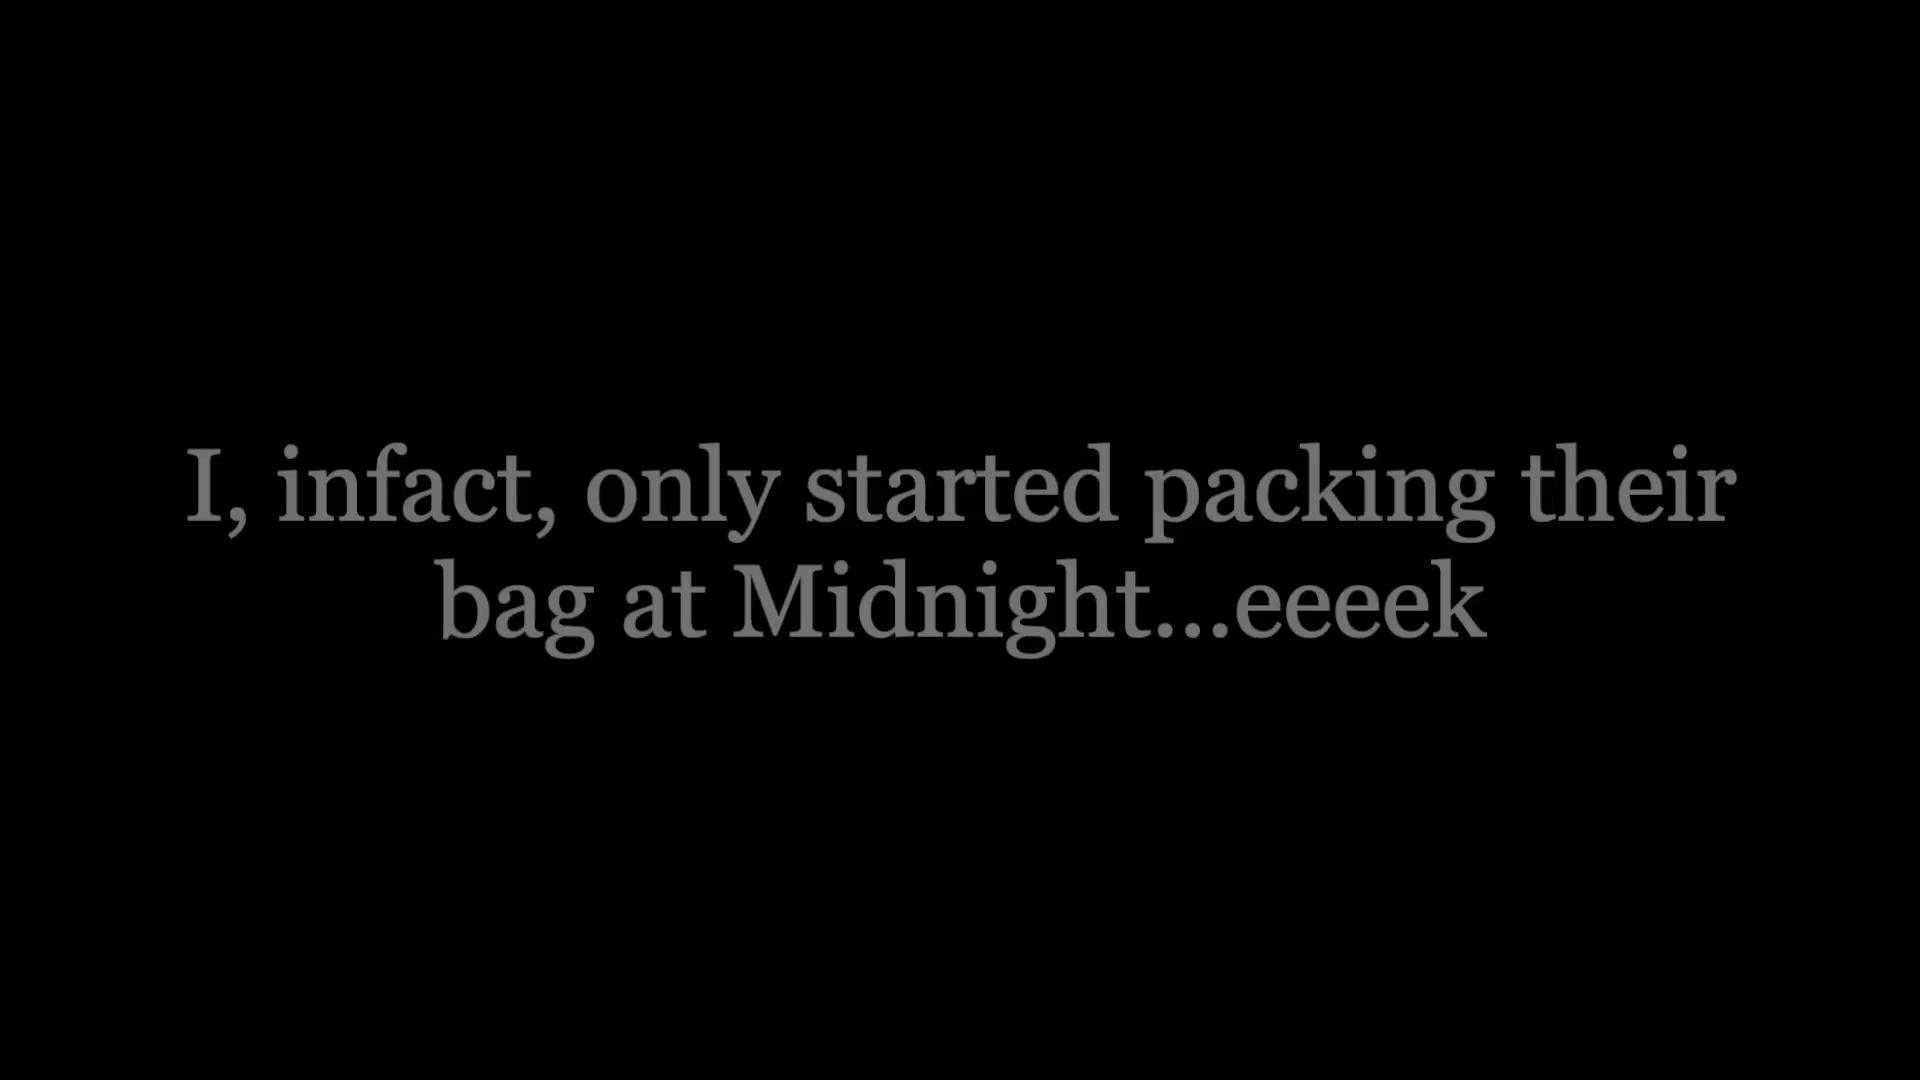 I, infact, only started packing their
bag at Midnight...eeeek